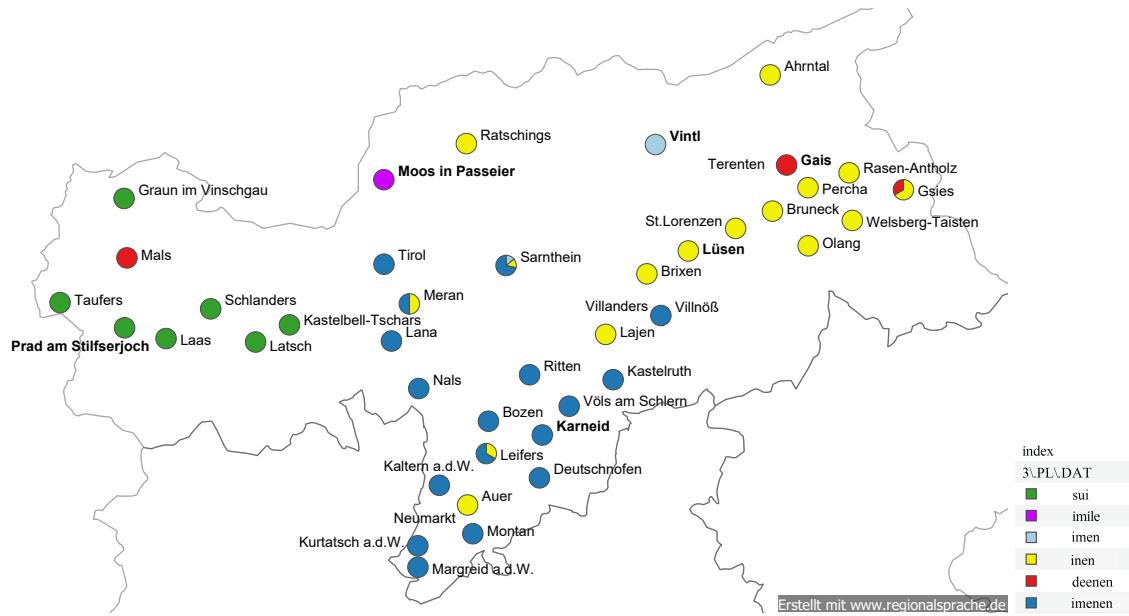 Ahrntal
Ratschings
Vintl
Terenten
Gais
Rasen-Antholz
Moos in Passeier
Percha
Gsies
Graun im Vinschgau
Bruneck
St.Lorenzen
Welsberg-Taisten
Olang
Lüsen
Mals
Tirol
Sarnthein
Brixen
Taufers
Schlanders
Meran
Villanders
Villnöß
Kastelbell-Tschars
Lana
Lajen
Prad am Stilfserjoch
Laas
Latsch
Ritten
Kastelruth
Nals
Völs am Schlern
Bozen
Karneid
Leifers
Kaltern a.d.W.
Deutschnofen
Auer
Neumarkt
Montan
Kurtatsch a.d.W.
Margreid a.d.W.
index
3\.PL\.DAT
sui
imile
imen
inen
deenen
imenen
Erstellt mit www.regionalsprache.de